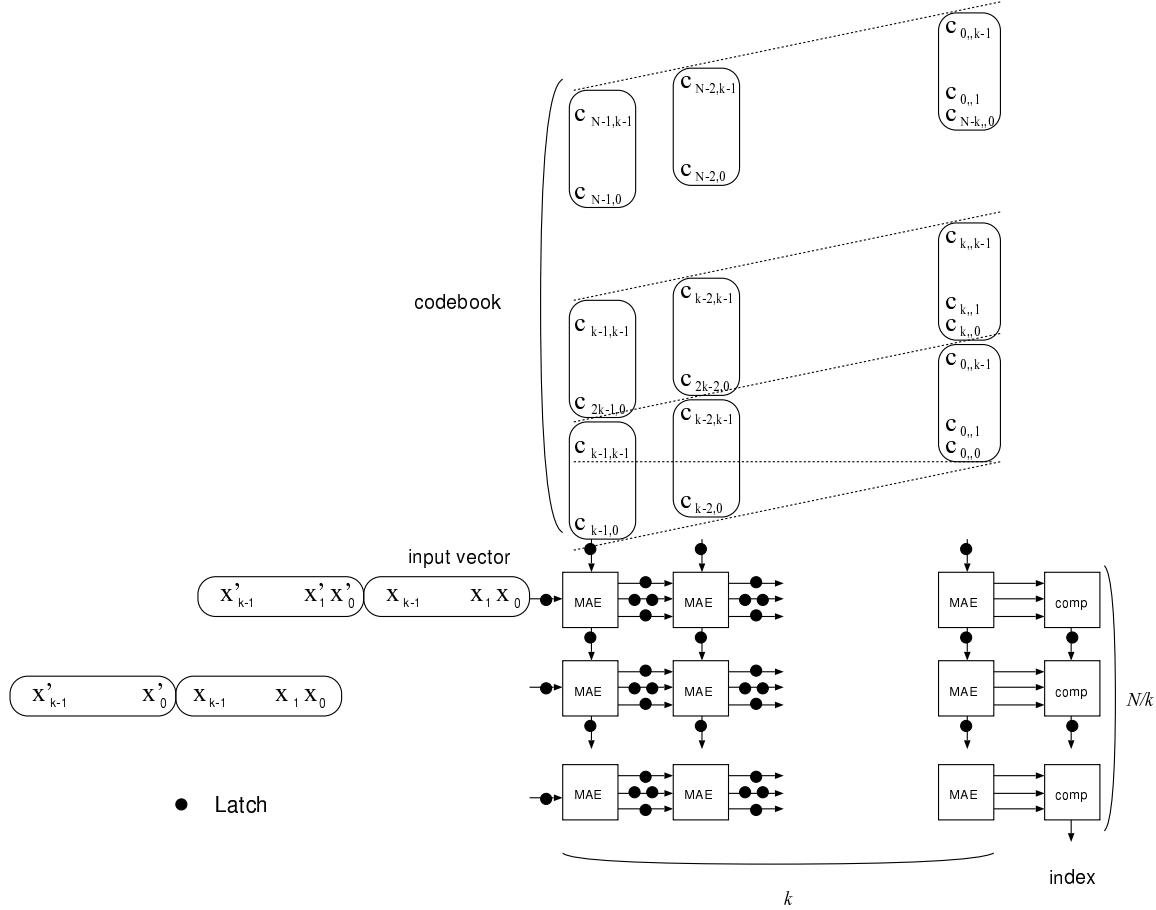 c 0,,k-1
c N-2,k-1
c 0,,1
c N-1,k-1
c N-k,,0
c N-2,0
c N-1,0
c k,,k-1
codebook
c k-2,k-1
c k,,1
c k-1,k-1
c k,,0
c 0,,k-1
c 2k-2,0
c 2k-1,0
c k-2,k-1
c 0,,1
c k-1,k-1
c 0,,0
c k-2,0
c k-1,0
input vector
x'k-1 x'1 x'0 x k-1 x 1 x 0
MAE MAE MAE comp
x'k-1 x'0 x k-1 x 1 x 0
MAE MAE MAE comp
N/k
Latch
MAE MAE MAE comp
index
k